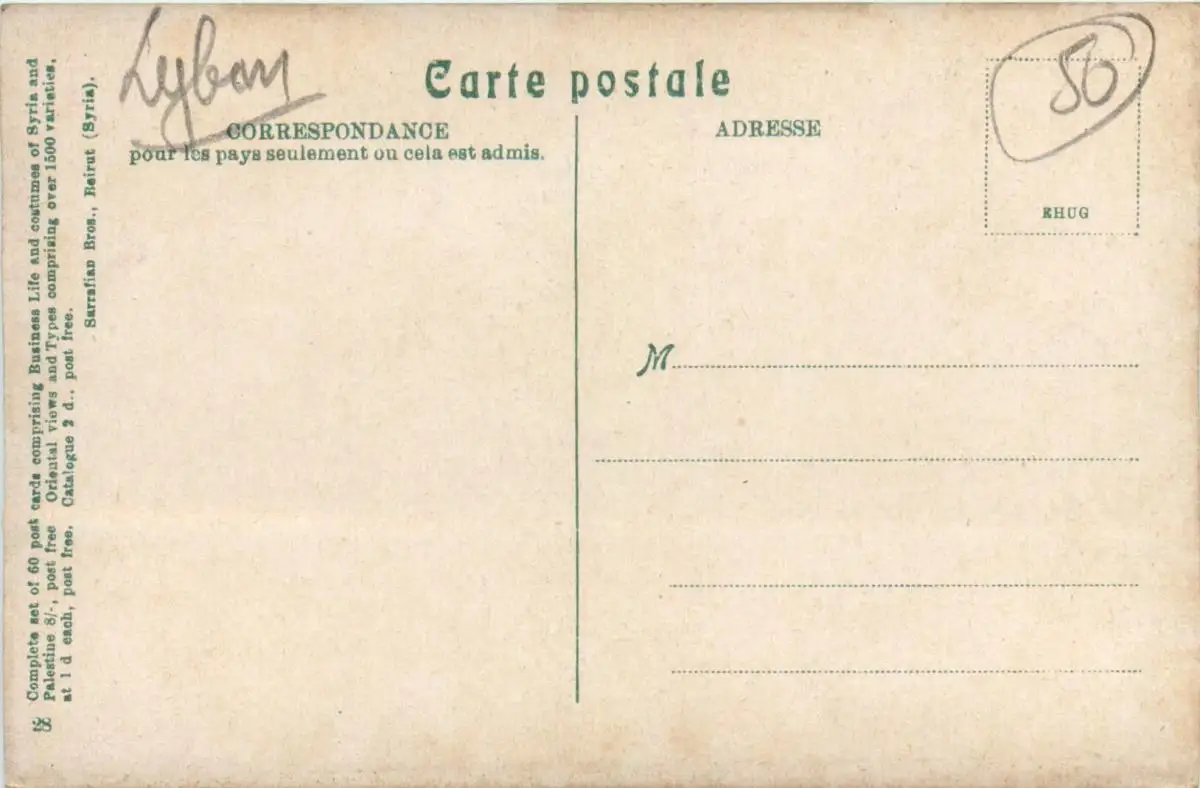 Lyban
Carte postale
50
CORRESPONDANCE
pour les pays seulement ou cela est admis.
ADRESSE
RHUG
M
Complete set of 60 post cards comprising Business Life and costumes of Syria and
Palestine 8/-, post free Oriental views and Types comprising over 1500 varieties,
at 1 d each, post free. Catalogue 2 d., post free.
Sarrafian Bros., Beirut (Syria).